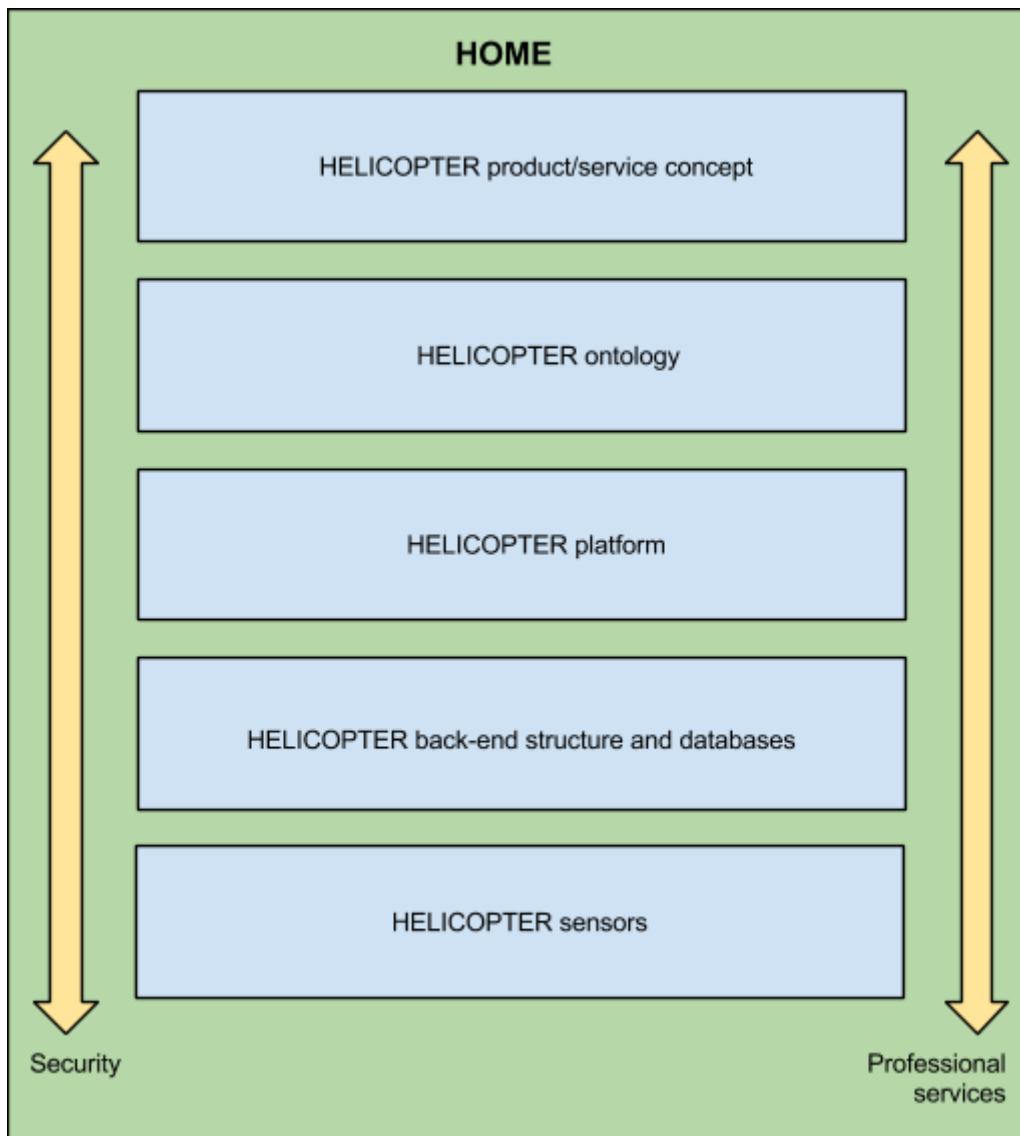 HOME
HELICOPTER product/service concept
HELICOPTER ontology
HELICOPTER platform
HELICOPTER back-end structure and databases
HELICOPTER sensors
Security
Professional
services